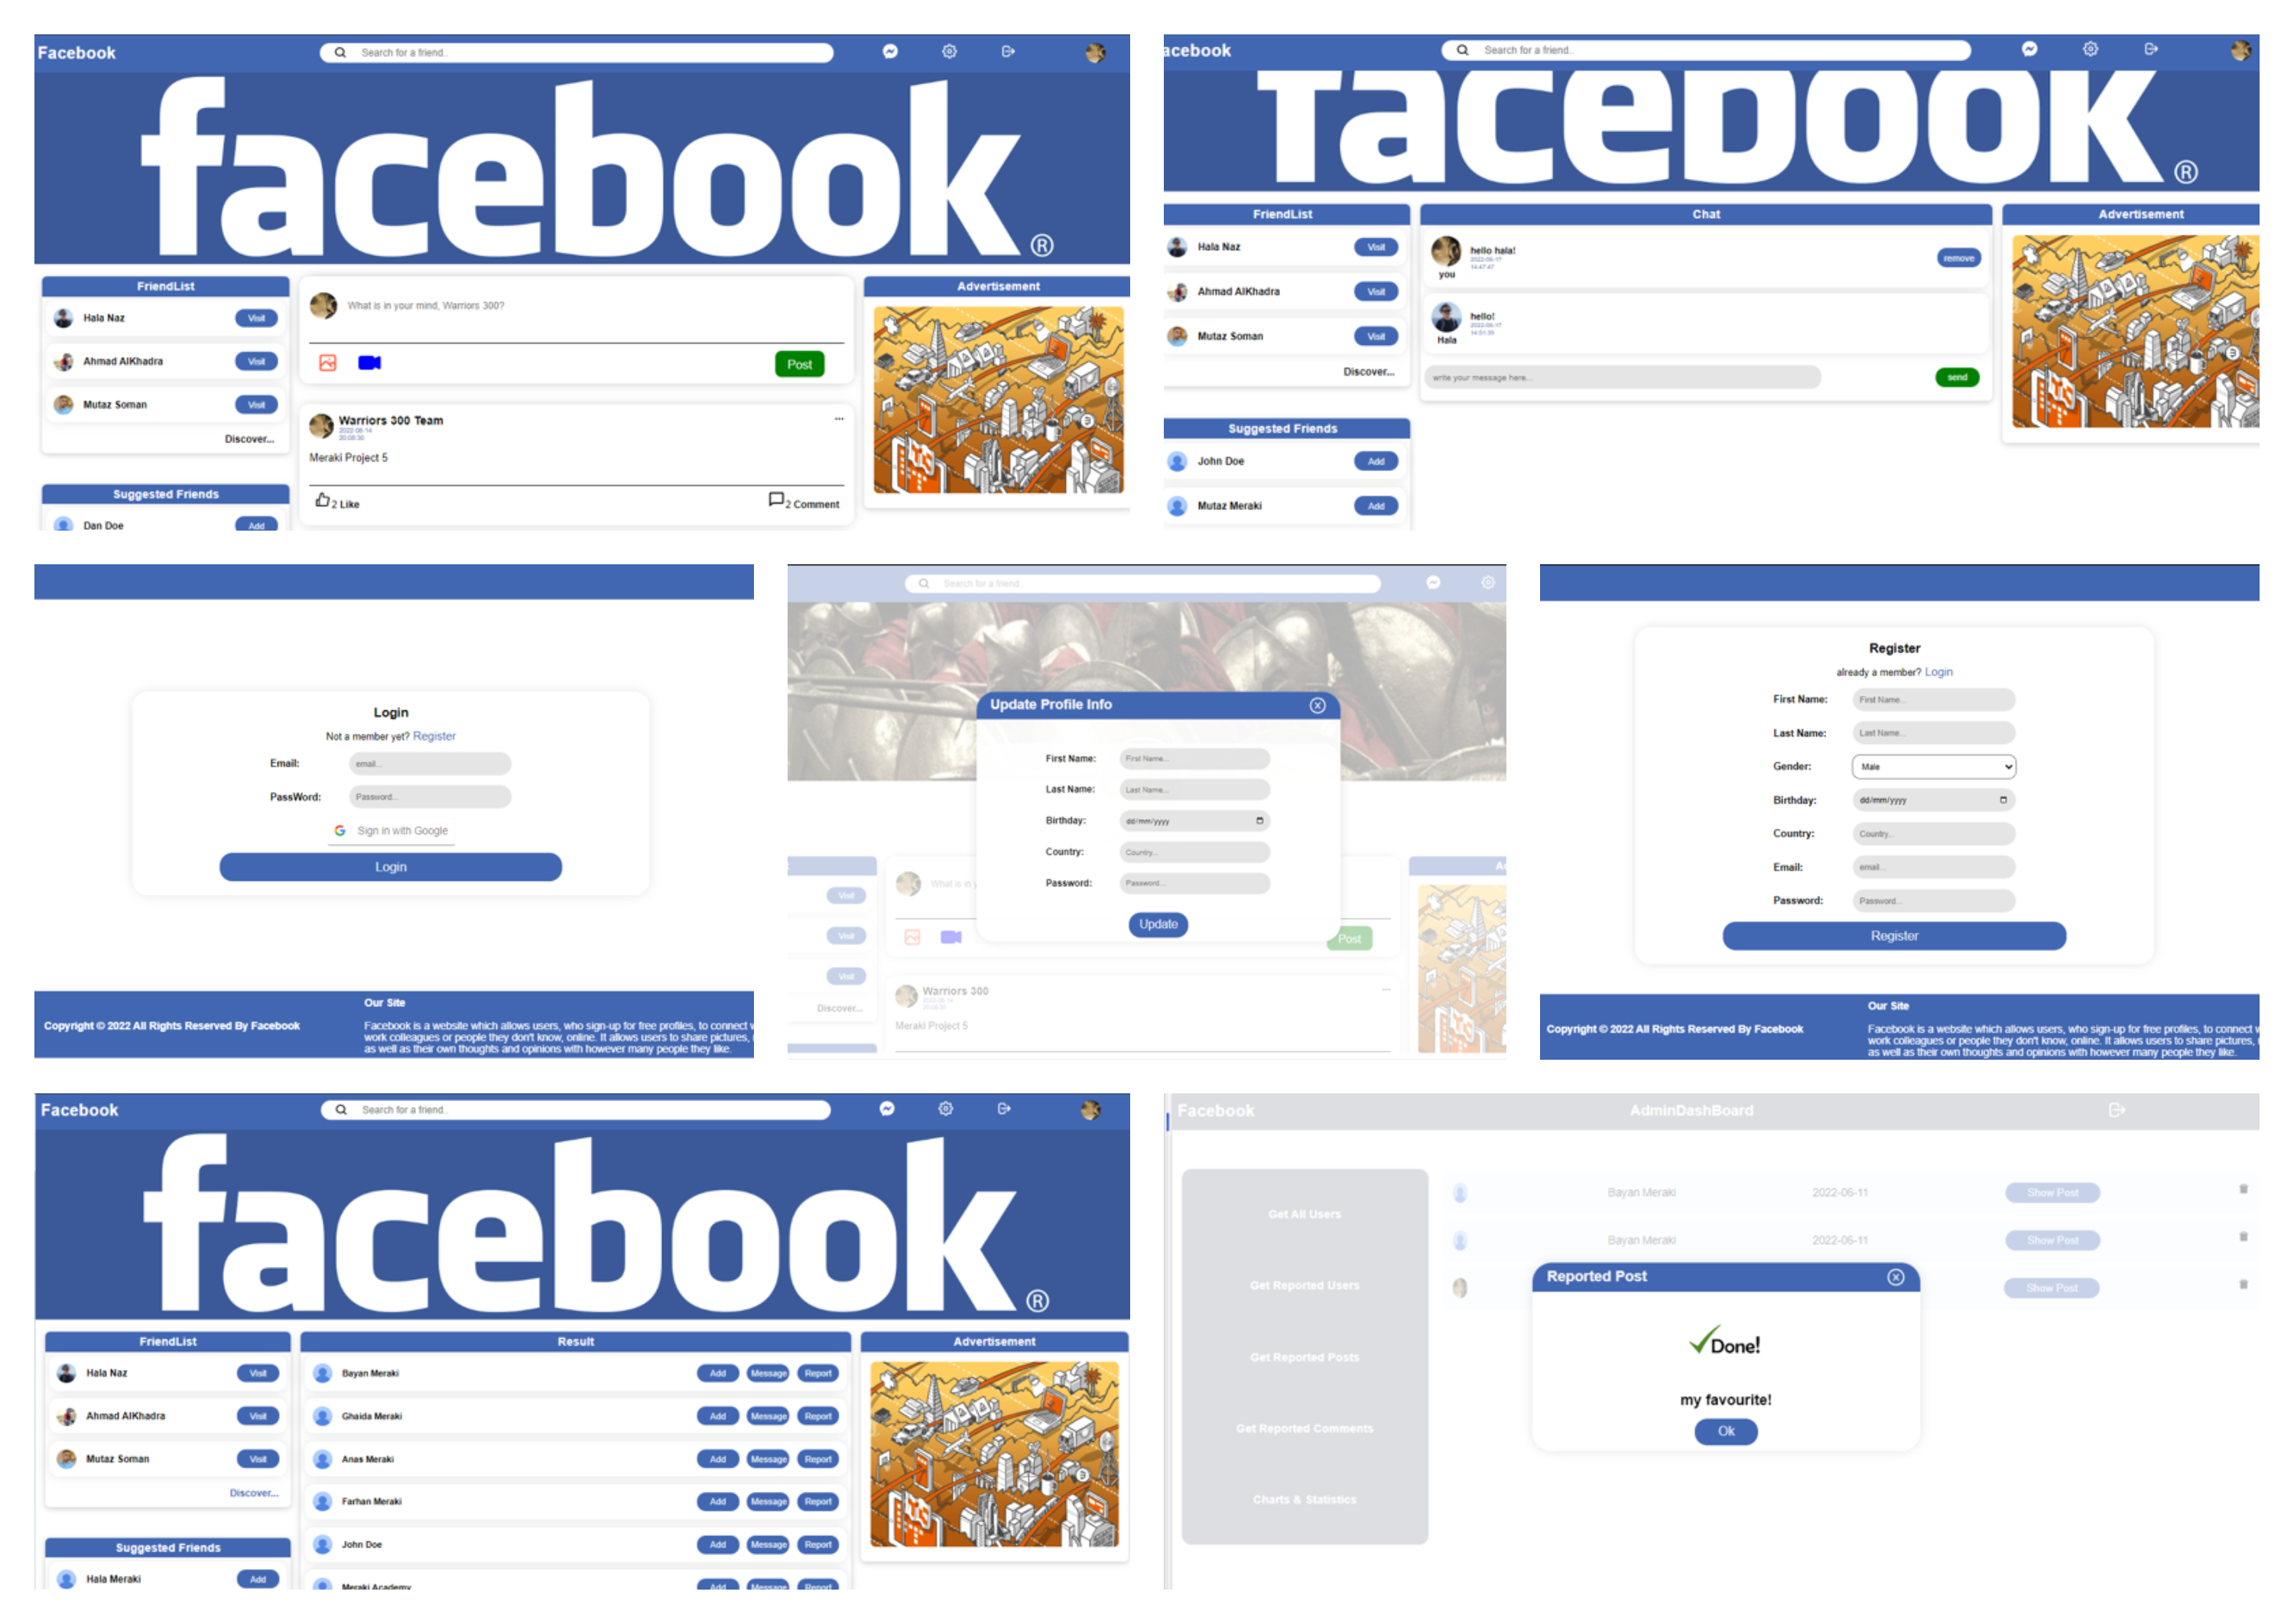 Facebook
Search for a friend..
facebook®
FriendList
Hala Naz
Visit
Ahmad AlKhadra
Visit
Mutaz Soman
Visit
Discover...
Suggested Friends
Dan Doe
Add
What is in your mind, Warriors 300?
Post
Warriors 300 Team
2022-06-14
20:08:30
...
Meraki Project 5
2 Like
2 Comment
Advertisement
acebook
Search for a friend..
facebook®
FriendList
Hala Naz
Visit
Ahmad AlKhadra
Visit
Mutaz Soman
Visit
Discover...
Suggested Friends
John Doe
Add
Mutaz Meraki
Add
Chat
hello hala!
2022-06-17
14:47:47
you
remove
hello!
2022-06-17
14:51:39
Hala
write your message here...
send
Advertisement
Login
Not a member yet? Register
Email:
email...
PassWord:
Password...
Sign in with Google
Login
Copyright © 2022 All Rights Reserved By Facebook
Our Site
Facebook is a website which allows users, who sign-up for free profiles, to connect w
work colleagues or people they don't know, online. It allows users to share pictures,
as well as their own thoughts and opinions with however many people they like.
Search for a friend
Update Profile Info
First Name:
First Name...
Last Name:
Last Name...
Birthday:
dd/mm/yyyy
Country:
Country...
Password:
Password...
Update
Visit
Visit
Visit
Discover...
What is in y
Post
Warriors 300
...
Meraki Project 5
A
Register
already a member? Login
First Name:
First Name...
Last Name:
Last Name...
Gender:
Male
Birthday:
dd/mm/yyyy
Country:
Country...
Email:
email...
Password:
Password...
Register
Copyright © 2022 All Rights Reserved By Facebook
Our Site
Facebook is a website which allows users, who sign-up for free profiles, to connect w
work colleagues or people they don't know, online. It allows users to share pictures,
as well as their own thoughts and opinions with however many people they like.
Facebook
Search for a friend..
facebook®
FriendList
Hala Naz
Visit
Ahmad AlKhadra
Visit
Mutaz Soman
Visit
Discover...
Suggested Friends
Hala Meraki
Add
Result
Bayan Meraki
Add
Message
Report
Ghaida Meraki
Add
Message
Report
Anas Meraki
Add
Message
Report
Farhan Meraki
Add
Message
Report
John Doe
Add
Message
Report
Meraki Academy
Add
Message
Report
Advertisement
Facebook
AdminDashBoard
Get All Users
Get Reported Users
Get Reported Posts
Get Reported Comments
Charts & Statistics
Bayan Meraki
2022-06-11
Show Post
Bayan Meraki
2022-06-11
Show Post
Show Post
Reported Post
Done!
my favourite!
Ok